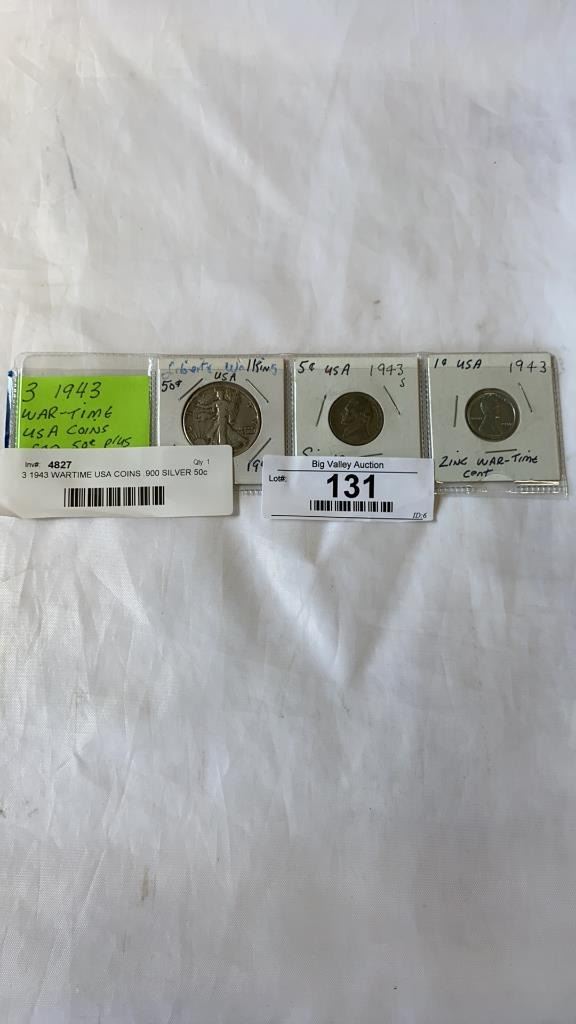 3 1943
WAR-TIME
USA COINS
50¢ plus
Inv#: 4827 Qty 1
3 1943 WARTIME USA COINS .900 SILVER 50c
Liberty Walking
50¢ USA
5¢ USA 1943
S
Big Valley Auction
Lot#: 131
ID:6
1¢ USA 1943
ZINC WAR-TIME
cent